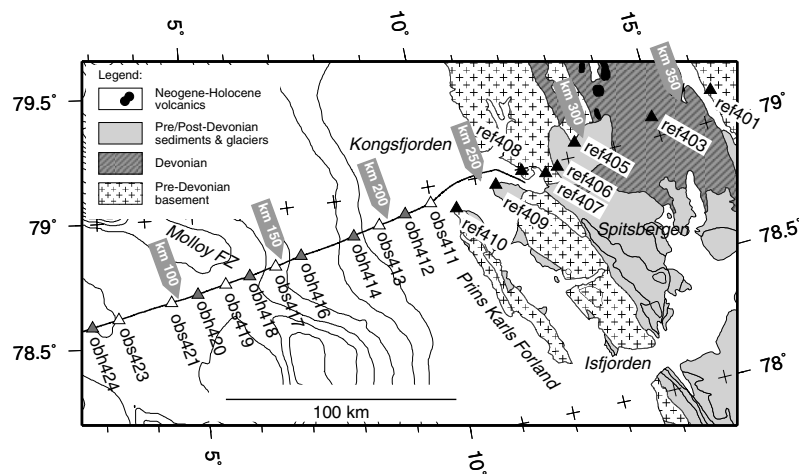 5°
10°
15°
79.5°
79°
78.5°
79°
78.5°
78°
5°
10°
15°
Legend:
Neogene-Holocene
volcanics
Pre/Post-Devonian
sediments & glaciers
Devonian
Pre-Devonian
basement
Kongsfjorden
Molloy FZ
Spitsbergen
Prins Karls Forland
Isfjorden
km 100
km 150
km 200
km 250
km 300
km 350
obh424
obs423
obs421
obh420
obs419
obh418
obs417
obh416
obh414
obs413
obh412
obs411
ref410
ref409
ref408
ref407
ref406
ref405
ref403
ref401
100 km